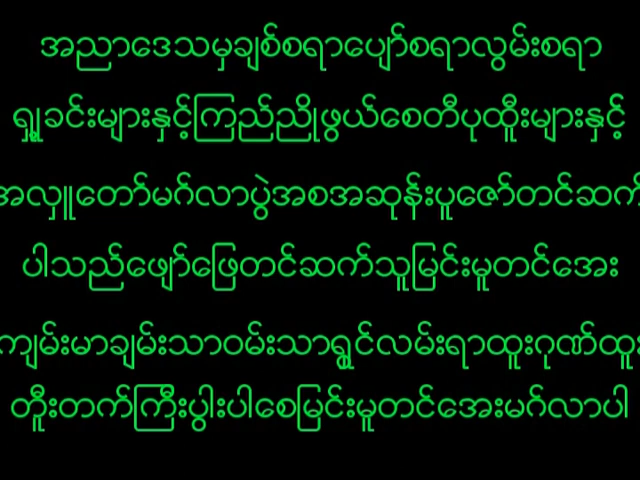 အညာဒေသမှချစ်စရာပျော်စရာလွမ်းစရာ
ရှုခင်းများနှင့်ကြည်ညိုဖွယ်စေတီပုထိူးများနှင့်
အလှူတော်မင်္ဂလာပွဲအစအဆုန်းပူဇော်တင်ဆက်
ပါသည်ဖျော်ဖြေတင်ဆက်သူမြင်းမူတင်အေး
ကျမ်းမာချမ်းသာဝမ်းသာရွှင်လမ်းရာထူးဂုဏ်ထူး
တိူးတက်ကြီးပွါးပါစေမြင်းမူတင်အေးမင်္ဂလာပါ